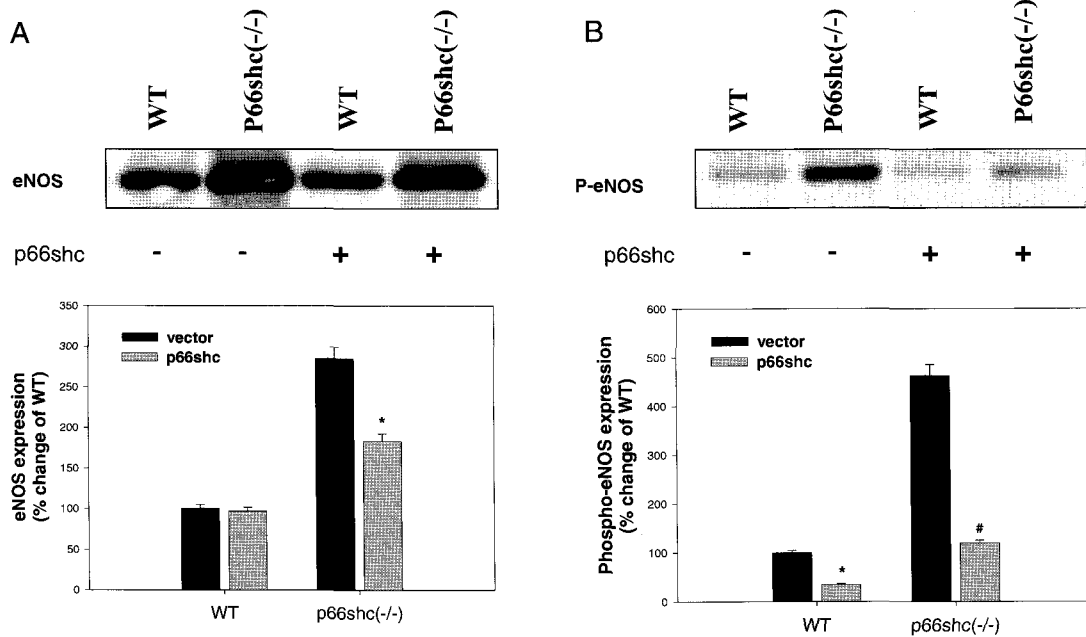 A
WT
P66shc(-/-)
WT
P66shc(-/-)
eNOS
p66shc - - + +
350
300
250
200
150
100
50
0
eNOS expression
(% change of WT)
vector
p66shc
*
WT p66shc(-/-)
B
WT
P66shc(-/-)
WT
P66shc(-/-)
P-eNOS
p66shc - - + +
600
500
400
300
200
100
0
Phospho-eNOS expression
(% change of WT)
vector
p66shc
*
#
WT p66shc(-/-)